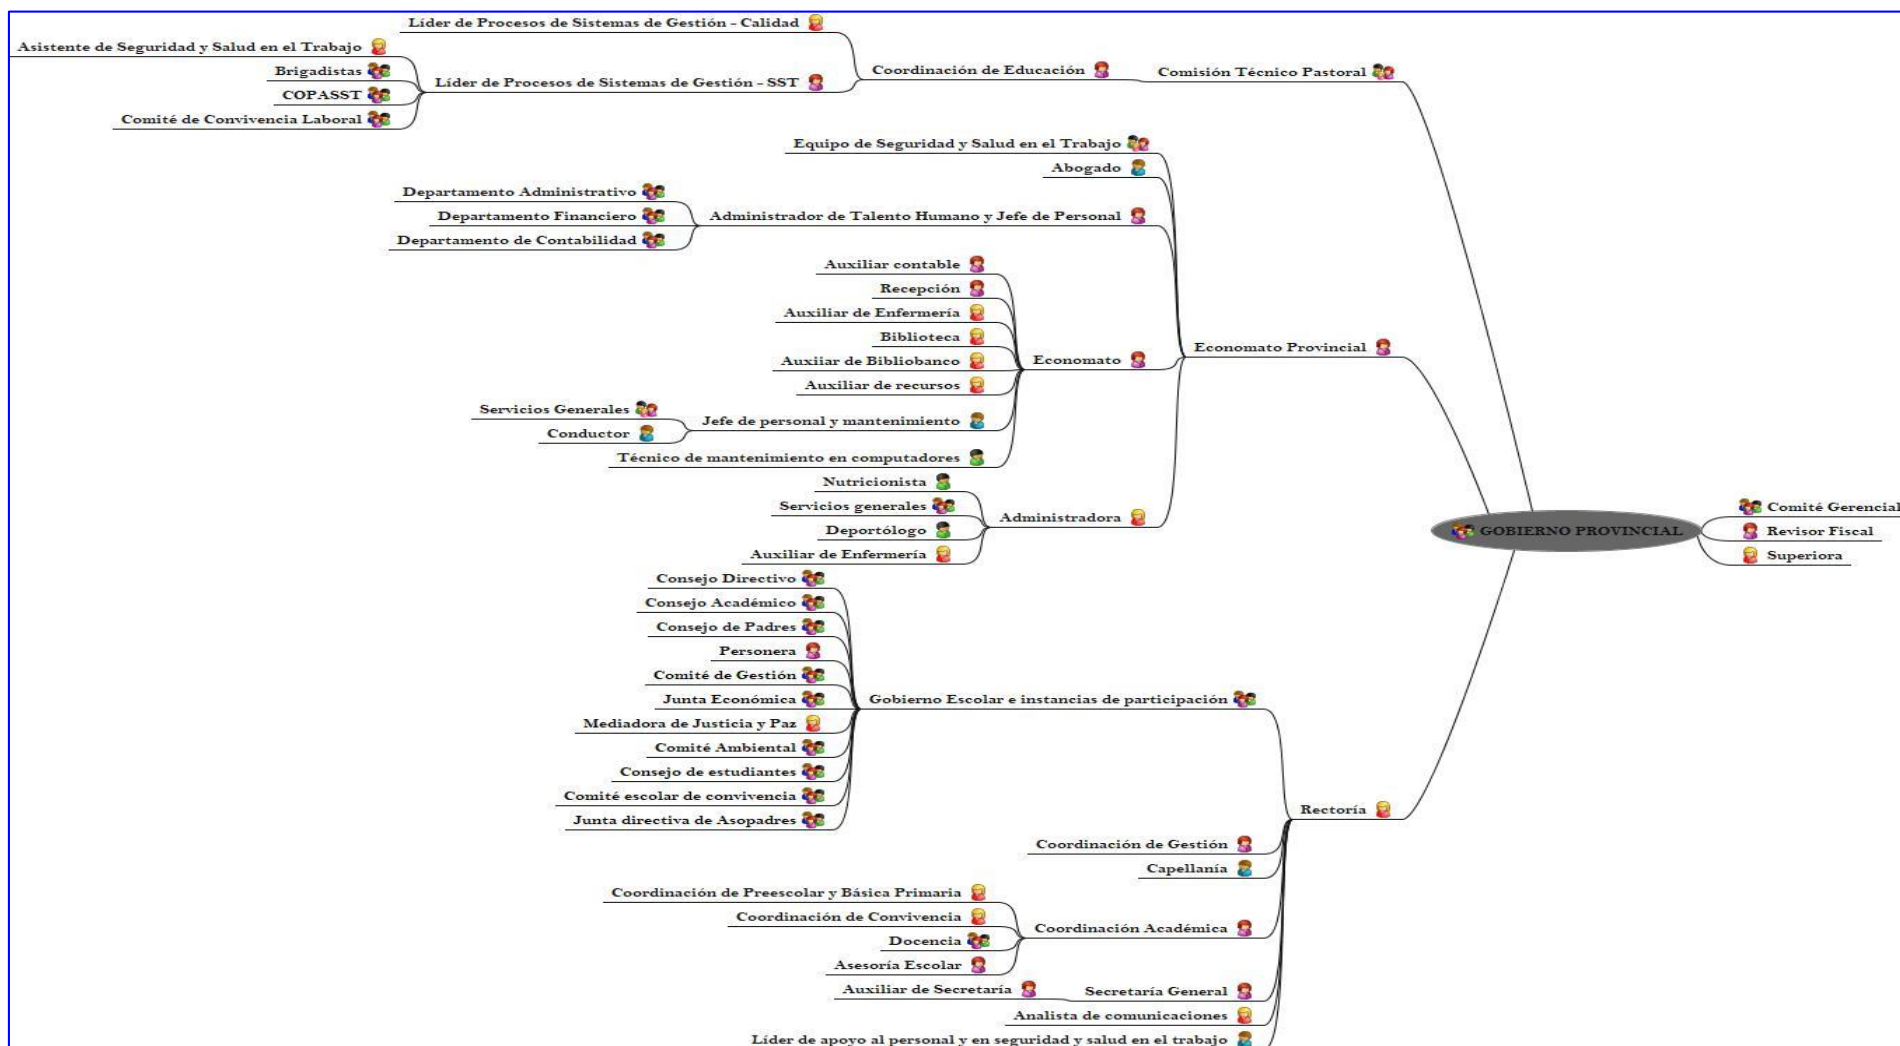 Líder de Procesos de Sistemas de Gestión - Calidad
Asistente de Seguridad y Salud en el Trabajo
Brigadistas
COPASST
Comité de Convivencia Laboral
Líder de Procesos de Sistemas de Gestión - SST
Coordinación de Educación
Comisión Técnico Pastoral
Equipo de Seguridad y Salud en el Trabajo
Abogado
Departamento Administrativo
Departamento Financiero
Departamento de Contabilidad
Administrador de Talento Humano y Jefe de Personal
Auxiliar contable
Recepción
Auxiliar de Enfermería
Biblioteca
Auxiiar de Bibliobanco
Auxiliar de recursos
Servicios Generales
Conductor
Jefe de personal y mantenimiento
Técnico de mantenimiento en computadores
Economato
Economato Provincial
Nutricionista
Servicios generales
Deportólogo
Auxiliar de Enfermería
Administradora
GOBIERNO PROVINCIAL
Comité Gerencial
Revisor Fiscal
Superiora
Consejo Directivo
Consejo Académico
Consejo de Padres
Personera
Comité de Gestión
Junta Económica
Mediadora de Justicia y Paz
Comité Ambiental
Consejo de estudiantes
Comité escolar de convivencia
Junta directiva de Asopadres
Gobierno Escolar e instancias de participación
Rectoría
Coordinación de Gestión
Capellanía
Coordinación de Preescolar y Básica Primaria
Coordinación de Convivencia
Docencia
Asesoría Escolar
Coordinación Académica
Auxiliar de Secretaría
Secretaría General
Analista de comunicaciones
Líder de apoyo al personal y en seguridad y salud en el trabajo